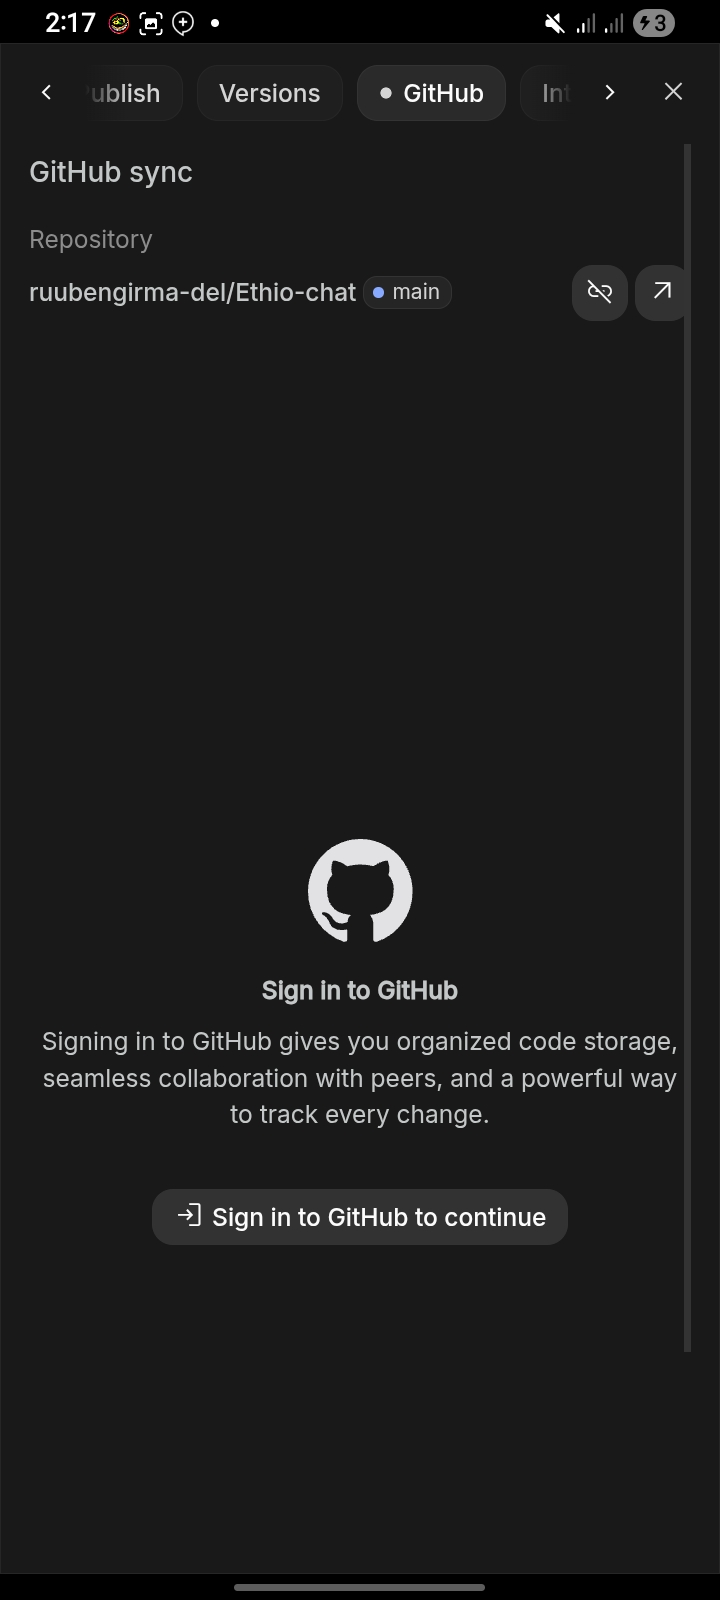 2:17
3
ublish
Versions
GitHub
Int
GitHub sync
Repository
ruubengirma-del/Ethio-chat
main
Sign in to GitHub
Signing in to GitHub gives you organized code storage,
seamless collaboration with peers, and a powerful way
to track every change.
Sign in to GitHub to continue